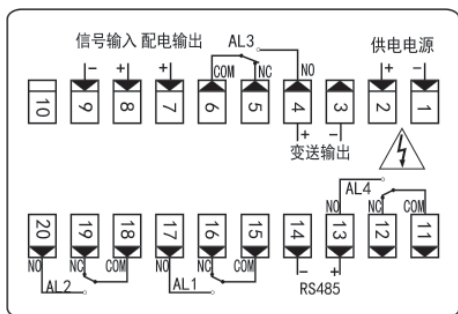 信号输入 配电输出 AL3 供电电源
− + + COM NC NO + −
10 9 8 7 6 5 4 3 2 1
+ −
变送输出
AL4
NO NC COM
20 19 18 17 16 15 14 13 12 11
NO NC COM NO NC COM − +
AL2 AL1 RS485